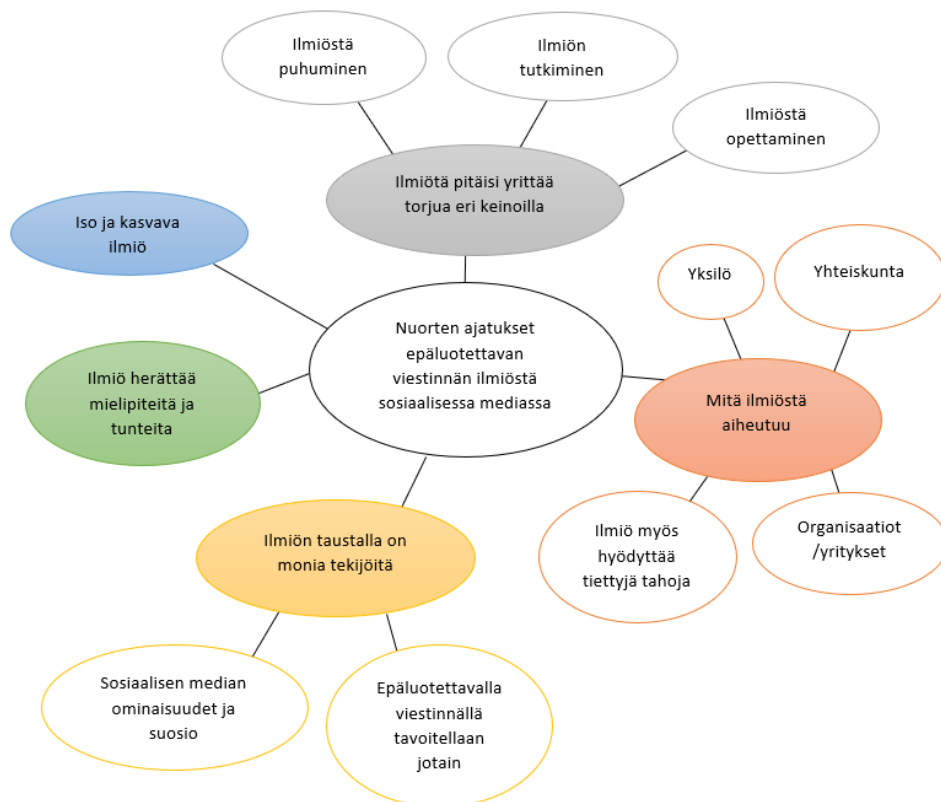 Ilmiöstä
puhuminen
Ilmiön
tutkiminen
Ilmiöstä
opettaminen
Ilmiötä pitäisi yrittää
torjua eri keinoilla
Iso ja kasvava
ilmiö
Yksilö
Yhteiskunta
Nuorten ajatukset
epäluotettavan
viestinnän ilmiöstä
sosiaalisessa mediassa
Ilmiö herättää
mielipiteitä ja
tunteita
Mitä ilmiöstä
aiheutuu
Ilmiö myös
hyödyttää
tiettyjä tahoja
Organisaatiot
/yritykset
Ilmiön taustalla on
monia tekijöitä
Sosiaalisen median
ominaisuudet ja
suosio
Epäluotettavalla
viestinnällä
tavoitellaan
jotain